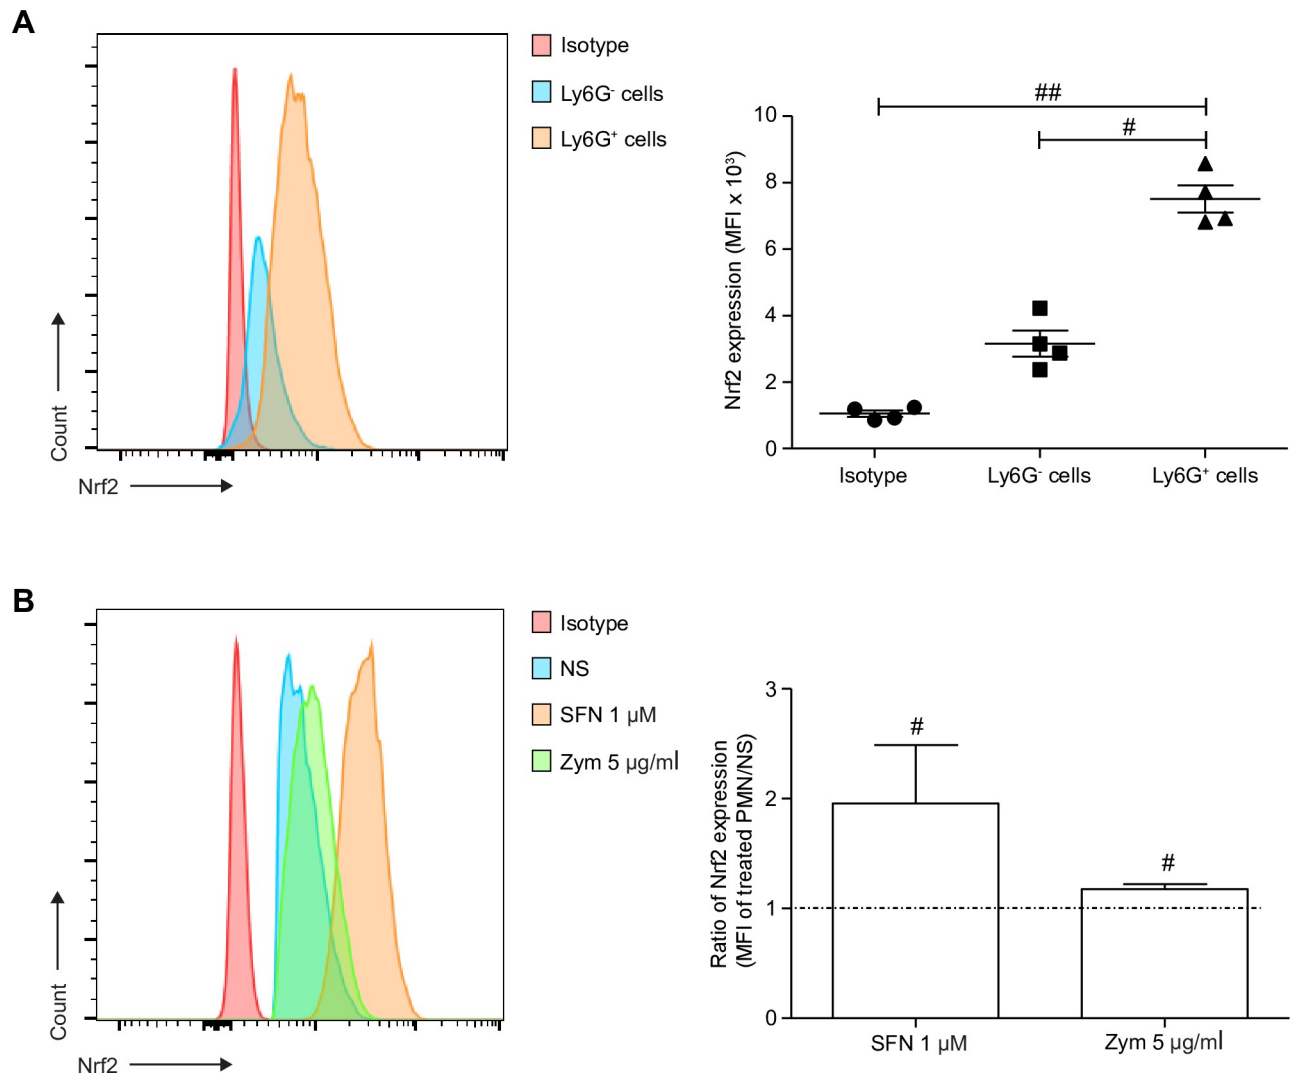 A
Isotype
Ly6G- cells
Ly6G+ cells
Count
Nrf2
Nrf2 expression (MFI x 10³)
10
8
6
4
2
0
##
#
Isotype
Ly6G- cells
Ly6G+ cells
B
Isotype
NS
SFN 1 µM
Zym 5 µg/ml
Count
Nrf2
Ratio of Nrf2 expression
(MFI of treated PMN/NS)
3
2
1
0
#
#
SFN 1 µM
Zym 5 µg/ml